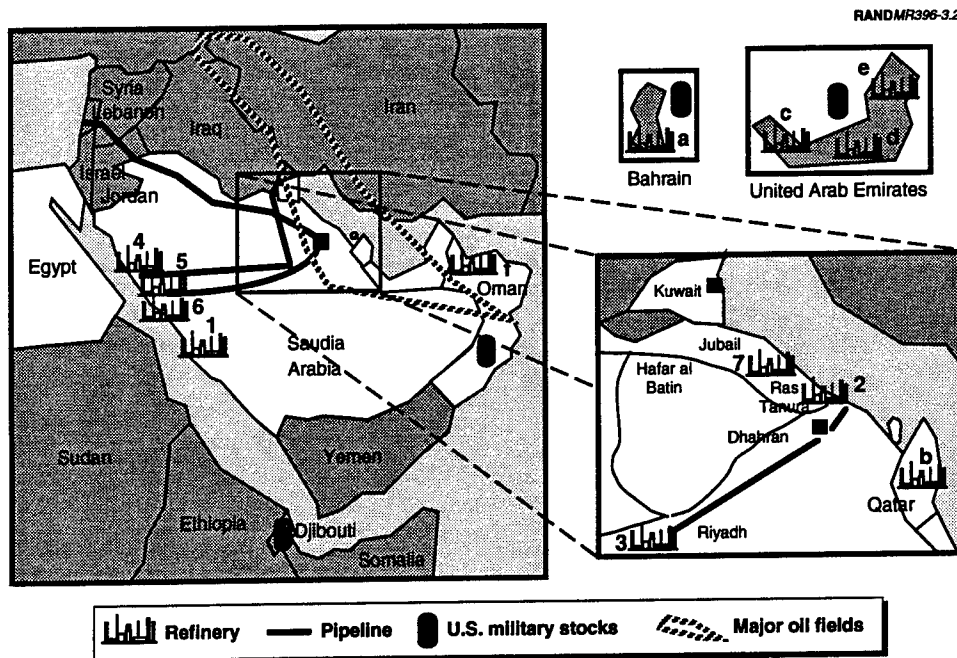 RANDMR396-3.2
Syria
Lebanon
Iraq
Iran
Israel
Jordan
Egypt
4
5
6
1
Saudia
Arabia
f
Oman
Yemen
Sudan
Ethiopia
Djibouti
Somalia
a
Bahrain
c
e
d
United Arab Emirates
Kuwait
Jubail
Hafar al
Batin
7
Ras
Tanura
2
Dhahran
b
Qatar
3
Riyadh
Refinery
Pipeline
U.S. military stocks
Major oil fields